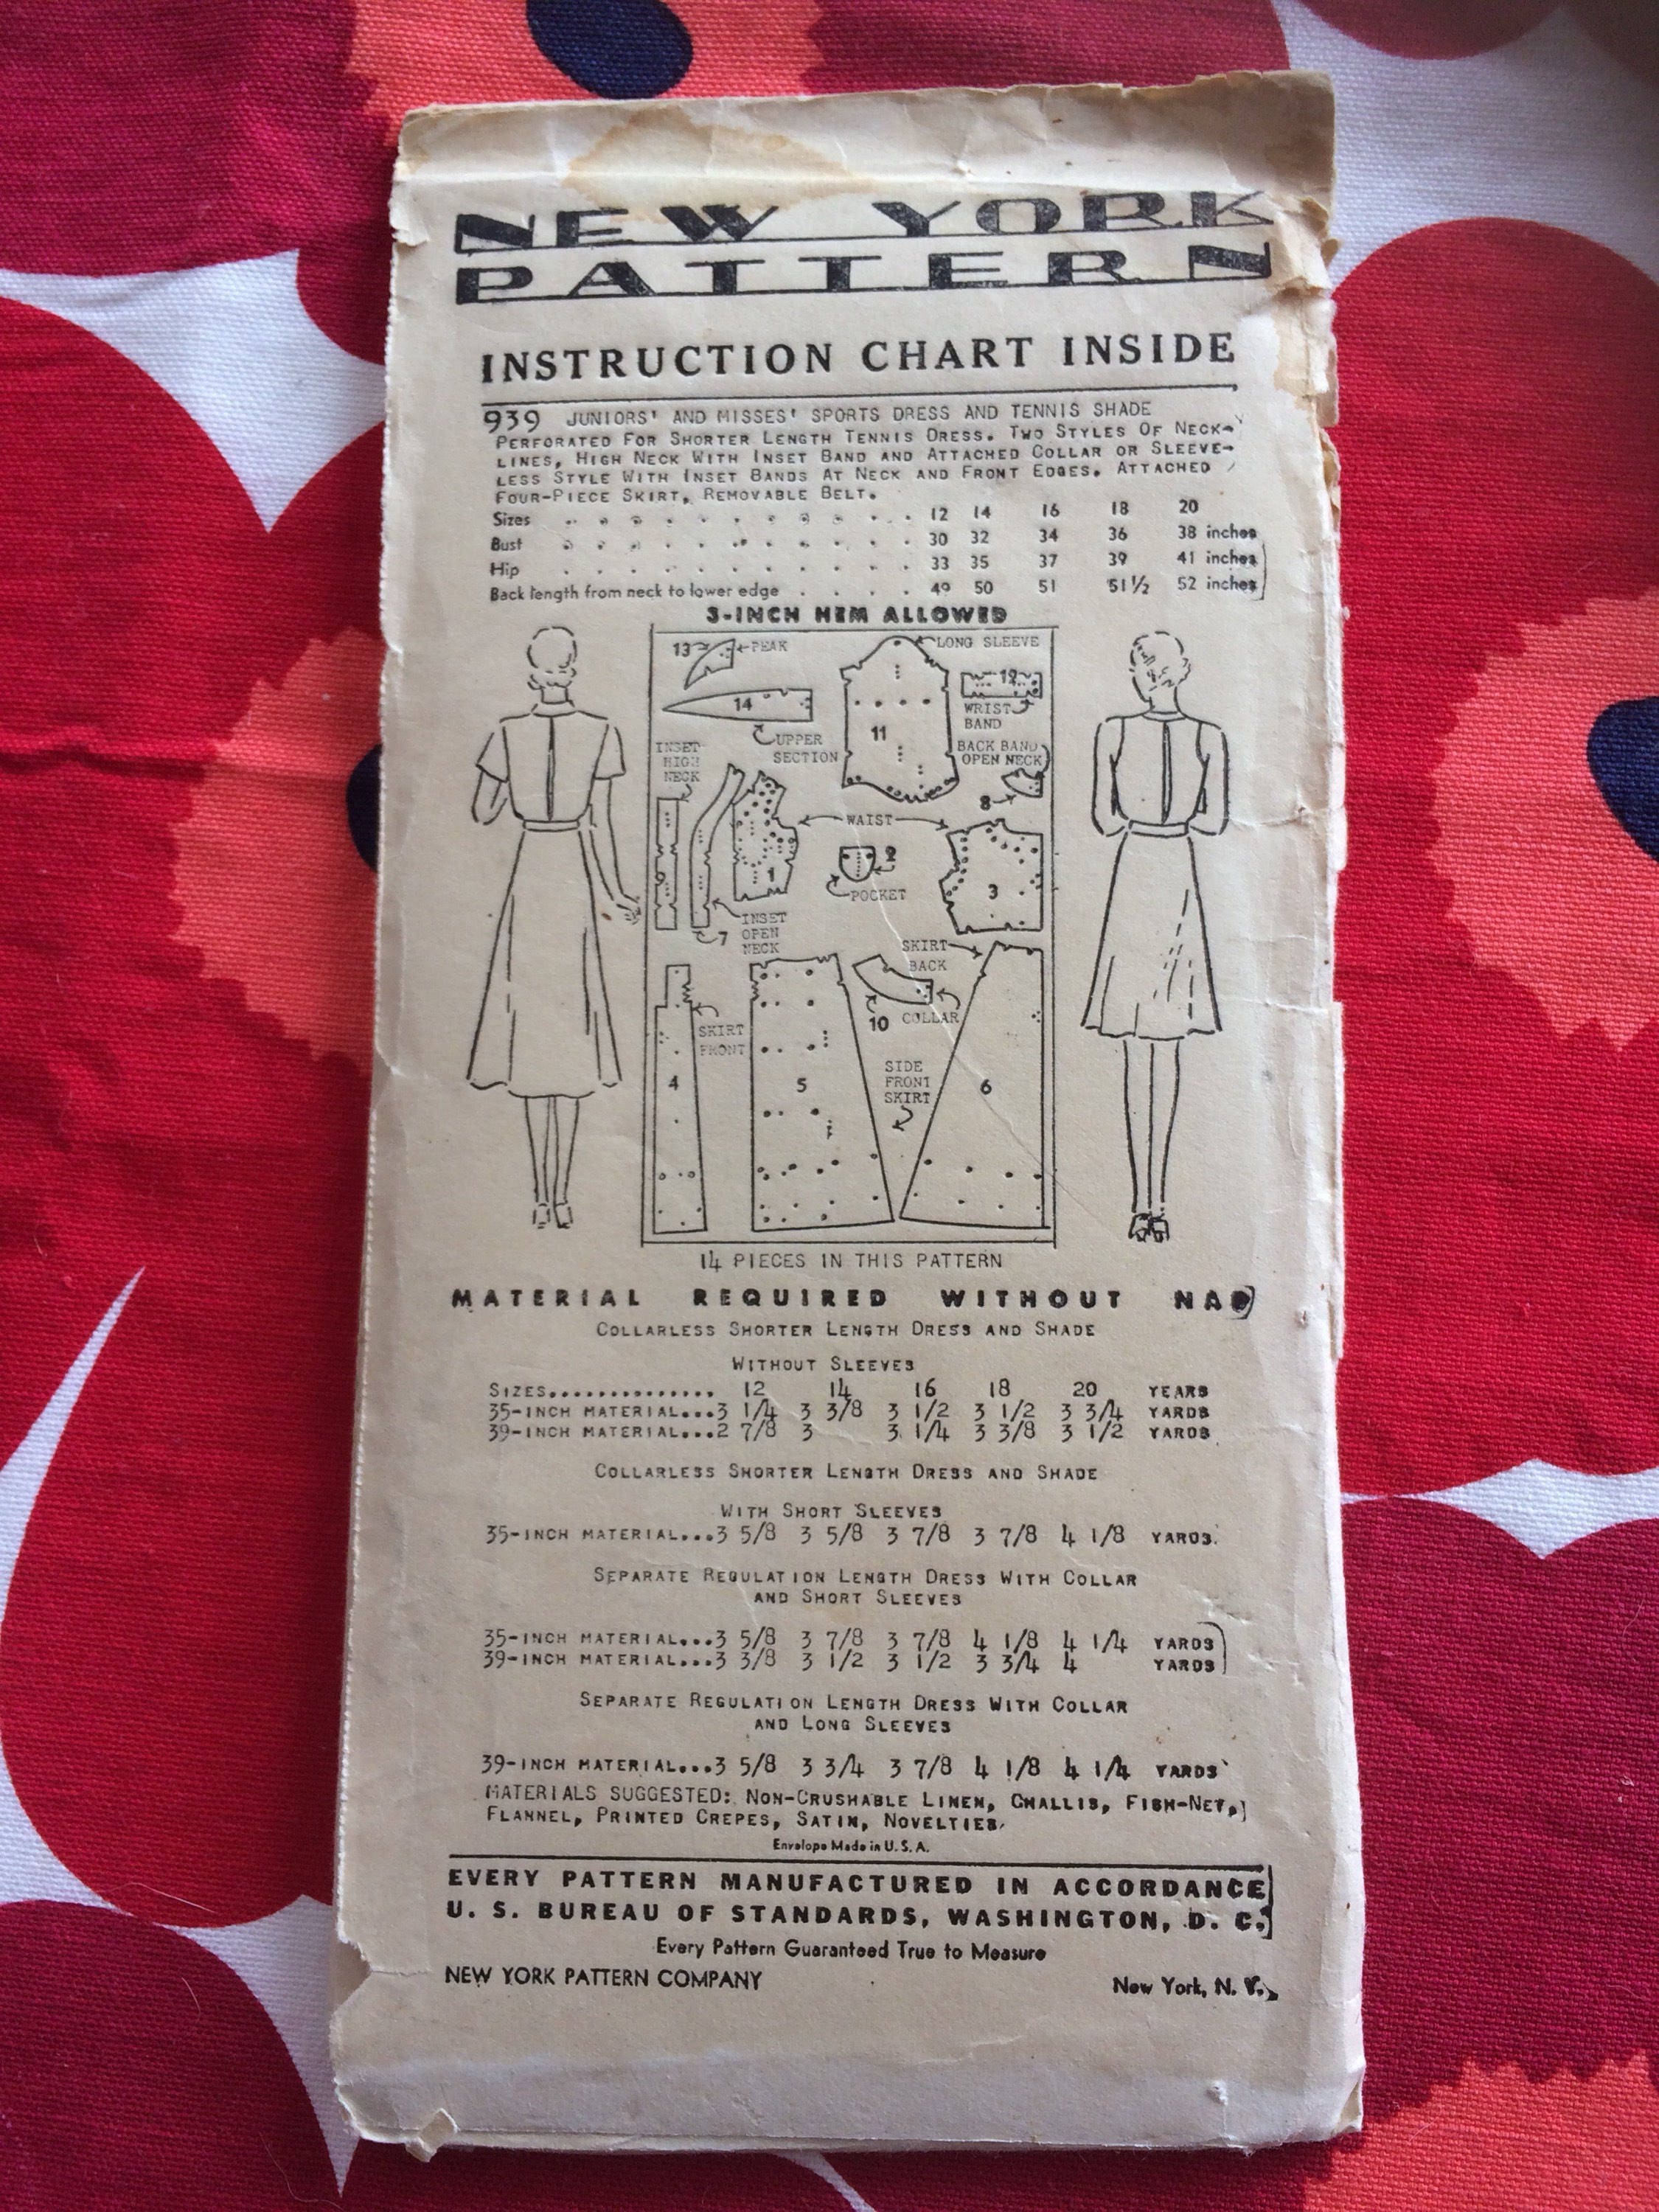 NEW YORK
PATTERN
INSTRUCTION CHART INSIDE
939 JUNIORS' AND MISSES' SPORTS DRESS AND TENNIS SHADE
PERFORATED FOR SHORTER LENGTH TENNIS DRESS. TWO STYLES OF NECK-
LINES, HIGH NECK WITH INSET BAND AND ATTACHED COLLAR OR SLEEVE-
LESS STYLE WITH INSET BANDS AT NECK AND FRONT EDGES. ATTACHED
FOUR-PIECE SKIRT, REMOVABLE BELT.
Sizes . . . . . . . . . . . 12 14 16 18 20
Bust . . . . . . . . . . . 30 32 34 36 38 inches
Hip . . . . . . . . . . . 33 35 37 39 41 inches
Back length from neck to lower edge . . . . 49 50 51 51½ 52 inches
3-INCH HEM ALLOWED
13 PEAK
LONG SLEEVE
14
12
WRIST
BAND
11
UPPER
SECTION
INSET
HIGH
NECK
BACK BAND
OPEN NECK
8
WAIST
9
1
2
POCKET
3
INSET
7 OPEN
NECK
SKIRT
BACK
10 COLLAR
SKIRT
FRONT
4
5
SIDE
FRONT
SKIRT
6
14 PIECES IN THIS PATTERN
MATERIAL REQUIRED WITHOUT NAP
COLLARLESS SHORTER LENGTH DRESS AND SHADE
WITHOUT SLEEVES
SIZES............... 12 14 16 18 20 YEARS
35-INCH MATERIAL...3 1/4 3 3/8 3 1/2 3 1/2 3 3/4 YARDS
39-INCH MATERIAL...2 7/8 3 3 1/4 3 3/8 3 1/2 YARDS
COLLARLESS SHORTER LENGTH DRESS AND SHADE
WITH SHORT SLEEVES
35-INCH MATERIAL...3 5/8 3 5/8 3 7/8 3 7/8 4 1/8 YARDS
SEPARATE REGULATION LENGTH DRESS WITH COLLAR
AND SHORT SLEEVES
35-INCH MATERIAL...3 5/8 3 7/8 3 7/8 4 1/8 4 1/4 YARDS
39-INCH MATERIAL...3 3/8 3 1/2 3 1/2 3 3/4 4 YARDS
SEPARATE REGULATION LENGTH DRESS WITH COLLAR
AND LONG SLEEVES
39-INCH MATERIAL...3 5/8 3 3/4 3 7/8 4 1/8 4 1/4 YARDS
MATERIALS SUGGESTED: NON-CRUSHABLE LINEN, CHALLIS, FISH-NET,
FLANNEL, PRINTED CREPES, SATIN, NOVELTIES.
Envelope Made in U. S. A.
EVERY PATTERN MANUFACTURED IN ACCORDANCE
U. S. BUREAU OF STANDARDS, WASHINGTON, D. C.
Every Pattern Guaranteed True to Measure
NEW YORK PATTERN COMPANY New York, N. Y.